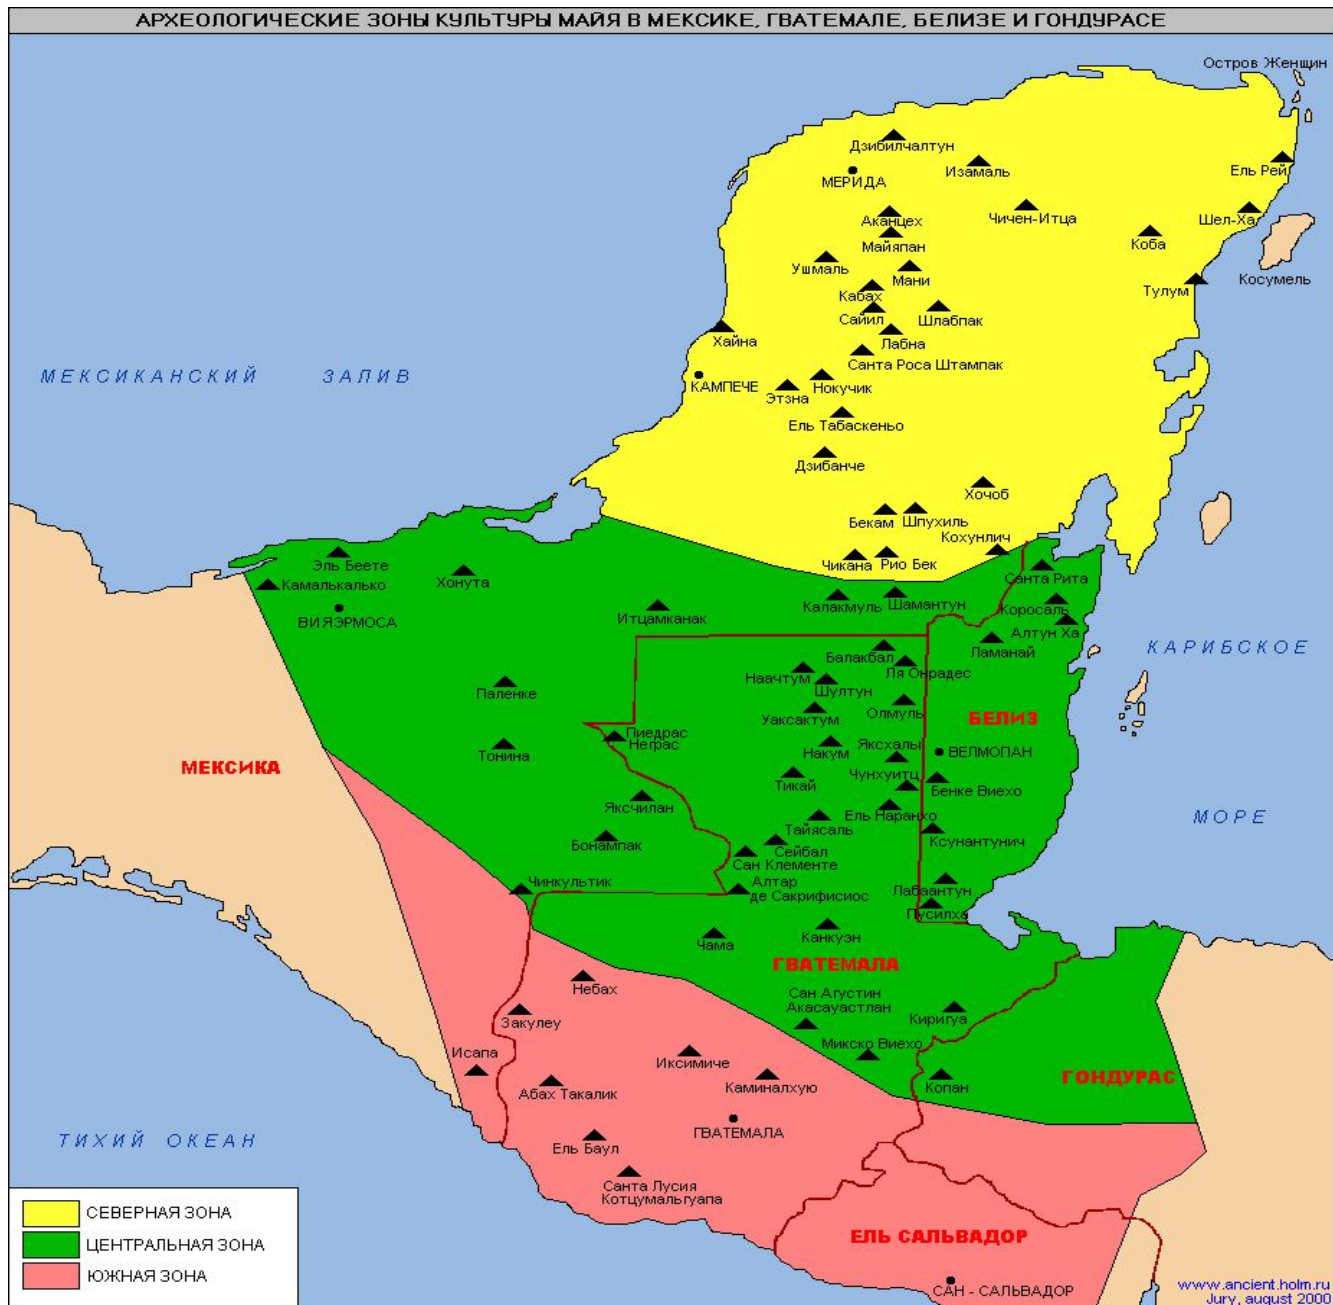 АРХЕОЛОГИЧЕСКИЕ ЗОНЫ КУЛЬТУРЫ МАЙЯ В МЕКСИКЕ, ГВАТЕМАЛЕ, БЕЛИЗЕ И ГОНДУРАСЕ
Остров Женщин
Дзибилчалтун
Изамаль
Ель Рей
МЕРИДА
Аканцех
Чичен-Итца
Шел-Ха
Майяпан
Коба
Ушмаль
Мани
Тулум
Косумель
Кабах
Сайил
Шлабпак
Хайна
Лабна
Санта Роса Штампак
МЕКСИКАНСКИЙ ЗАЛИВ
КАМПЕЧЕ
Нокучик
Этзна
Ель Табаскеньо
Дзибанче
Хочоб
Бекам
Шпухиль
Кохунлич
Чикана
Рио Бек
Эль Беете
Хонута
Санта Рита
Камалькалько
Калакмуль
Шамантун
Коросаль
ВИЯЭРМОСА
Итцамканак
Алтун Ха
Ламанай
КАРИБСКОЕ
Балакбал
Ля Онрадес
Наачтум
Шултун
Паленке
Уаксактум
Олмуль
БЕЛИЗ
Пиедрас
Неграс
Тонина
Накум
Яксхалы
ВЕЛМОПАН
МЕКСИКА
Тикай
Чунхуитц
Бенке Виехо
Яксчилан
Ель Наранхо
МОРЕ
Тайясаль
Бонампак
Сейбал
Ксунантунич
Сан Клементе
Чинкультик
Алтар
де Сакрифисиос
Лабаантун
Пусилха
Чама
Канкуэн
ГВАТЕМАЛА
Небах
Сан Агустин
Акасауастлан
Закулеу
Киригуа
Исапа
Иксимиче
Микско Виехо
Абах Такалик
Каминалхую
Копан
ГОНДУРАС
ТИХИЙ ОКЕАН
Ель Баул
ГВАТЕМАЛА
Санта Лусия
Котцумальгуапа
СЕВЕРНАЯ ЗОНА
ЦЕНТРАЛЬНАЯ ЗОНА
ЮЖНАЯ ЗОНА
ЕЛЬ САЛЬВАДОР
САН - САЛЬВАДОР
www.ancient.holm.ru
Jury, august 2000